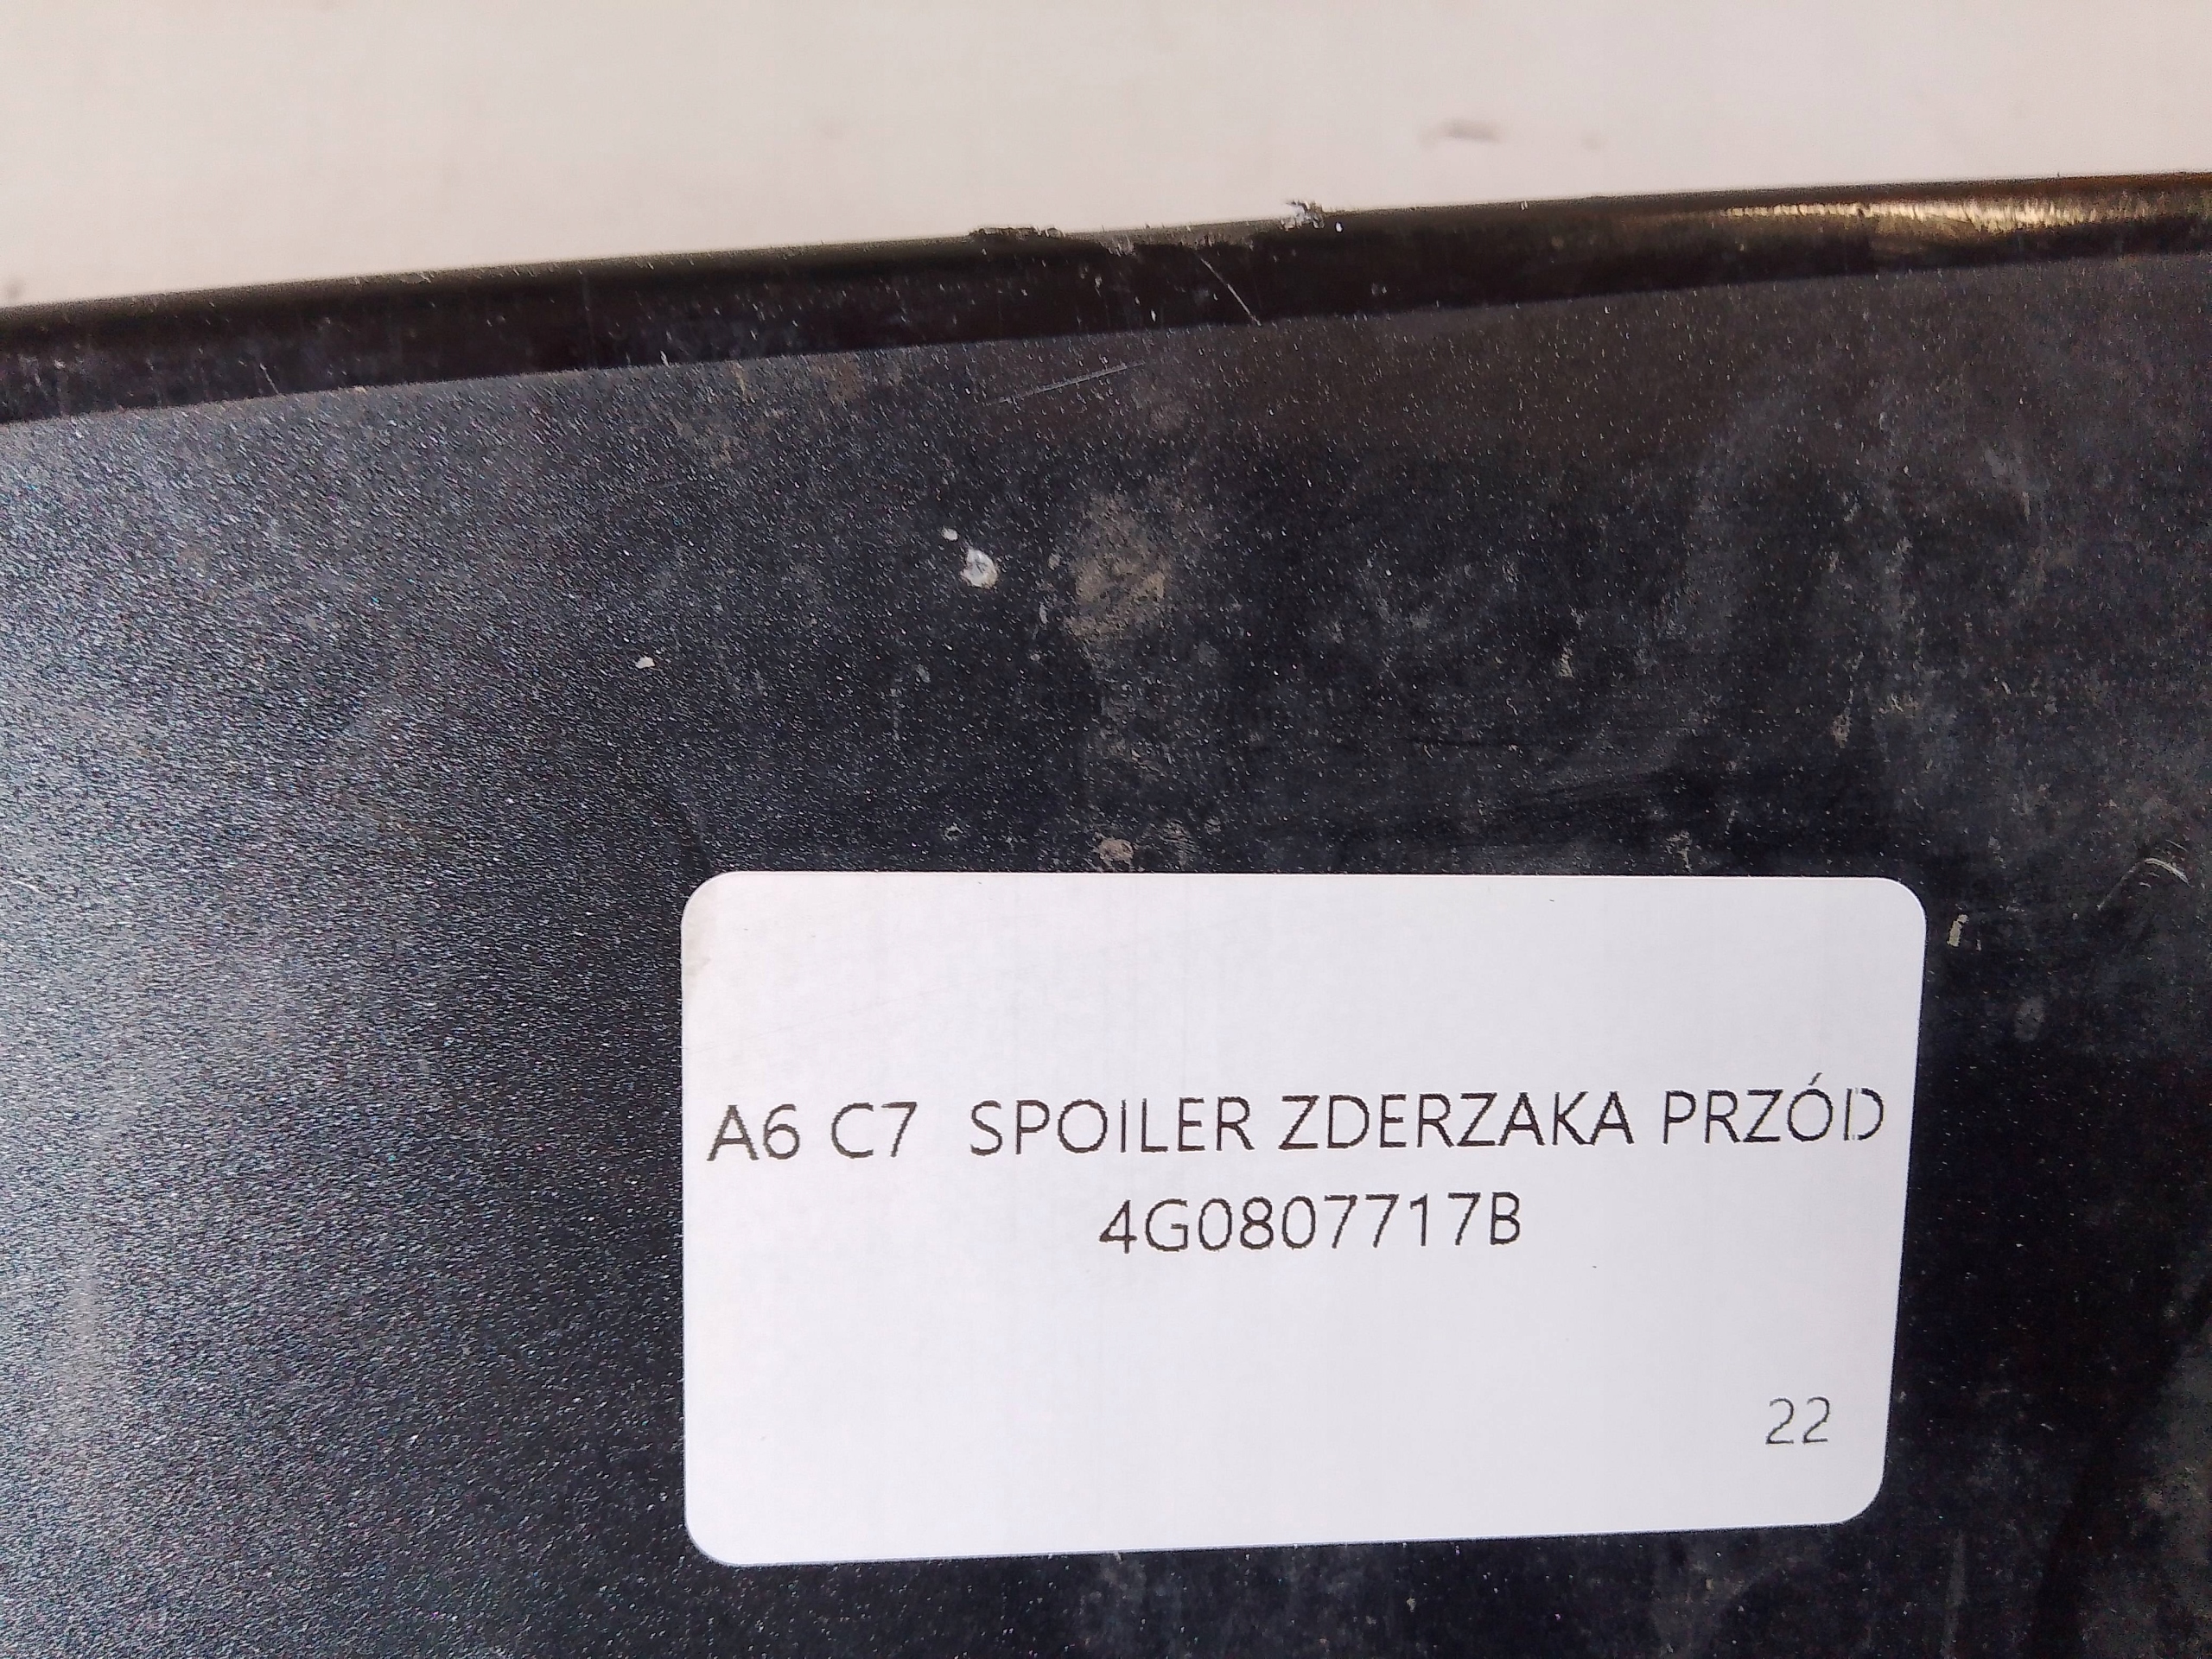 A6 C7 SPOILER ZDERZAKA PRZÓD
4G0807717B
22